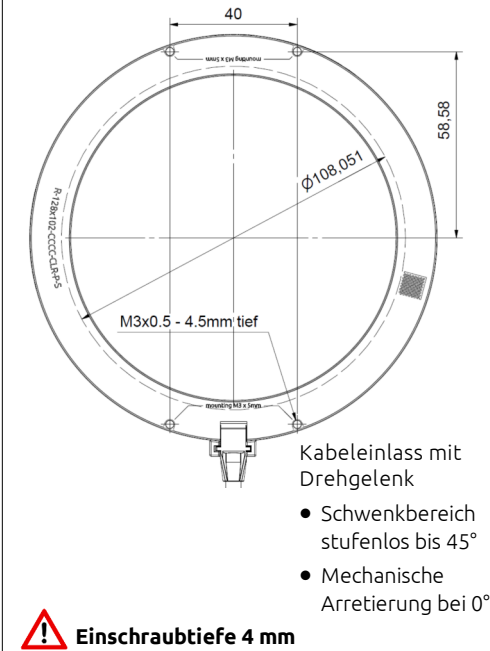 40
mounting M3 x 5mm
58,58
Ø108,051
R-128x102-CCCC-CLR-P-S
M3x0.5 - 4.5mm tief
mounting M3 x 5mm
Kabeleinlass mit
Drehgelenk
• Schwenkbereich
stufenlos bis 45°
• Mechanische
Arretierung bei 0°
! Einschraubtiefe 4 mm